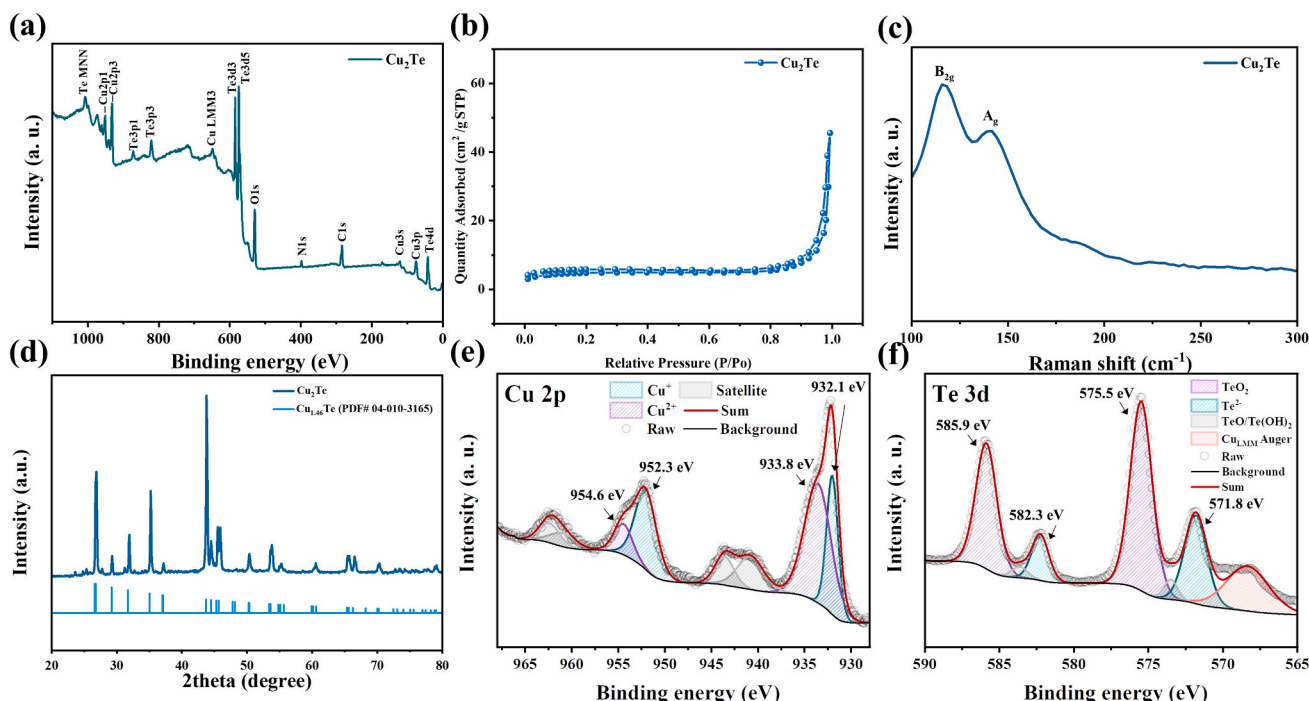 (a)
Cu₂Te
Te MNN
Cu2p1
Cu2p3
Te3p1
Te3p3
Cu LMM3
Te3d3
Te3d5
O1s
N1s
C1s
Cu3s
Cu3p
Te4d
Intensity (a. u.)
1000 800 600 400 200 0
Binding energy (eV)
(b)
Cu₂Te
Quantity Adsorbed (cm² /g STP)
60
40
20
0
0.0 0.2 0.4 0.6 0.8 1.0
Relative Pressure (P/Po)
(c)
Cu₂Te
B₂g
Ag
Intensity (a. u.)
100 150 200 250 300
Raman shift (cm⁻¹)
(d)
Cu₂Te
Cu₁.₄₆Te (PDF# 04-010-3165)
Intensity (a.u.)
20 30 40 50 60 70 80
2theta (degree)
(e)
Cu 2p
Cu⁺
Satellite
Cu²⁺
Sum
Raw
Background
932.1 eV
933.8 eV
952.3 eV
954.6 eV
Intensity (a. u.)
965 960 955 950 945 940 935 930
Binding energy (eV)
(f)
Te 3d
TeO₂
Te²⁻
TeO/Te(OH)₂
Cu_LMM Auger
Raw
Background
Sum
585.9 eV
582.3 eV
575.5 eV
571.8 eV
Intensity (a. u.)
590 585 580 575 570 565
Binding energy (eV)